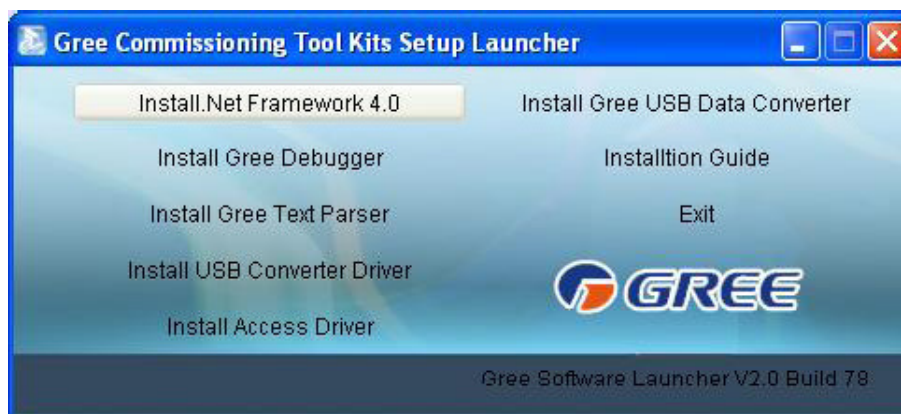 Gree Commissioning Tool Kits Setup Launcher
Install.Net Framework 4.0
Install Gree USB Data Converter
Install Gree Debugger
Installtion Guide
Install Gree Text Parser
Exit
Install USB Converter Driver
GREE
Install Access Driver
Gree Software Launcher V2.0 Build 78